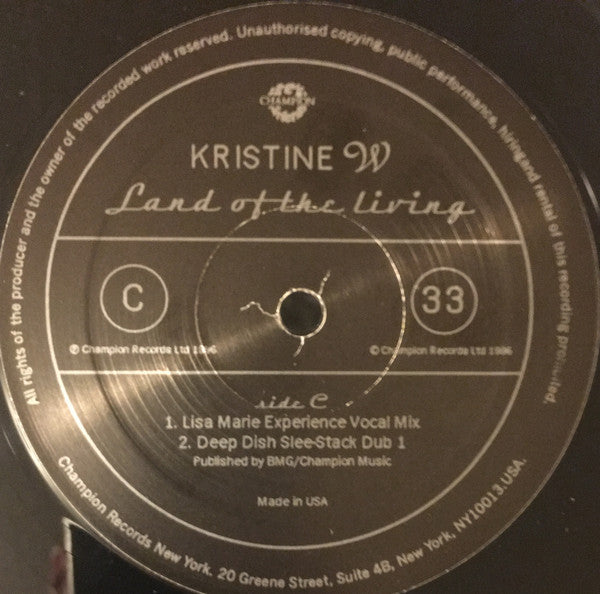 All rights of the producer and the owner of the recorded work reserved. Unauthorised copying, public performance, hiringand rental of this recording prohibited.
CHAMPION
KRISTINE W
Land of the living
C
33
℗ Champion Records Ltd 1996
© Champion Records Ltd 1996
side C
1. Lisa Marie Experience Vocal Mix
2. Deep Dish Slee-Stack Dub 1
Published by BMG/Champion Music
Made in USA
Champion Records New York. 20 Greene Street, Suite 4B, New York, NY10013.USA.